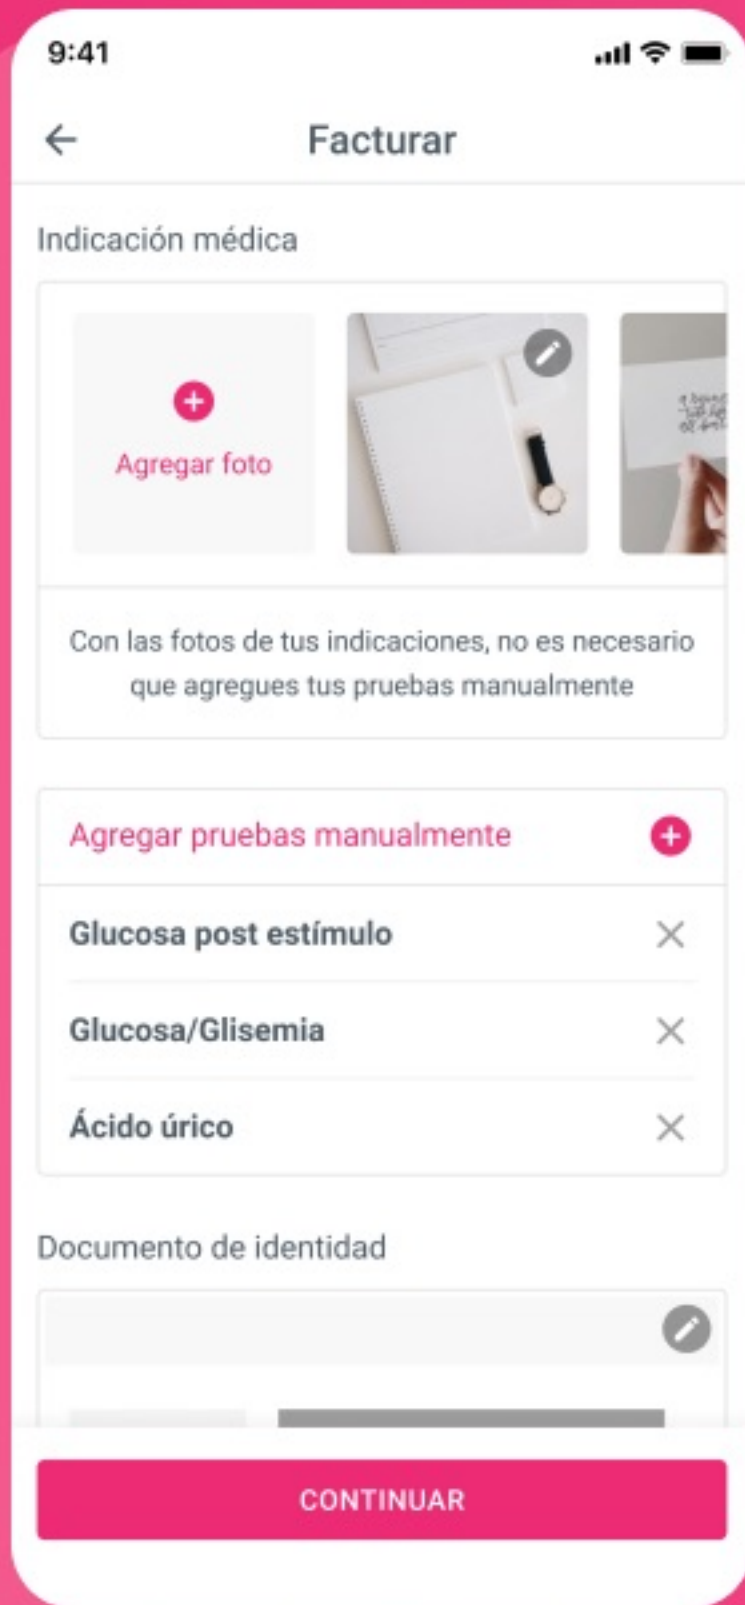 9:41
Facturar
Indicación médica
Agregar foto
Con las fotos de tus indicaciones, no es necesario
que agregues tus pruebas manualmente
Agregar pruebas manualmente
Glucosa post estímulo
Glucosa/Glisemia
Ácido úrico
Documento de identidad
CONTINUAR